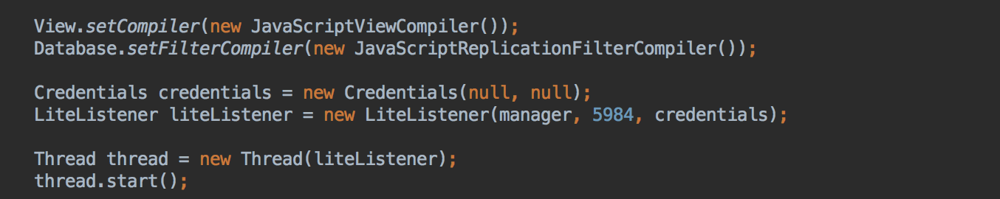 View.setCompiler(new JavaScriptViewCompiler());
Database.setFilterCompiler(new JavaScriptReplicationFilterCompiler());
Credentials credentials = new Credentials(null, null);
LiteListener liteListener = new LiteListener(manager, 5984, credentials);
Thread thread = new Thread(liteListener);
thread.start();